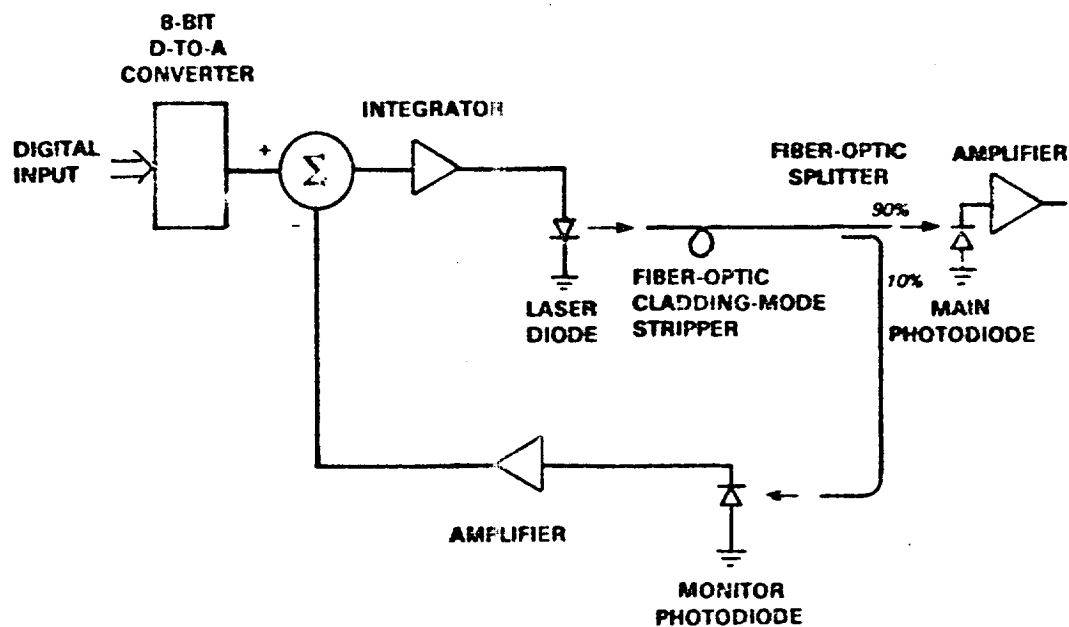 8-BIT
D-TO-A
CONVERTER
INTEGRATOR
DIGITAL
INPUT
+
Σ
-
FIBER-OPTIC
SPLITTER
AMPLIFIER
90%
10%
LASER
DIODE
FIBER-OPTIC
CLADDING-MODE
STRIPPER
MAIN
PHOTODIODE
AMPLIFIER
MONITOR
PHOTODIODE